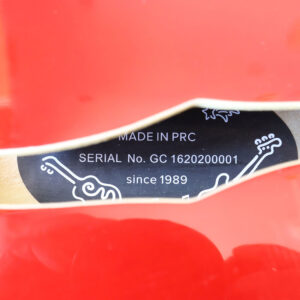 MADE IN PRC
SERIAL No. GC 1620200001
since 1989